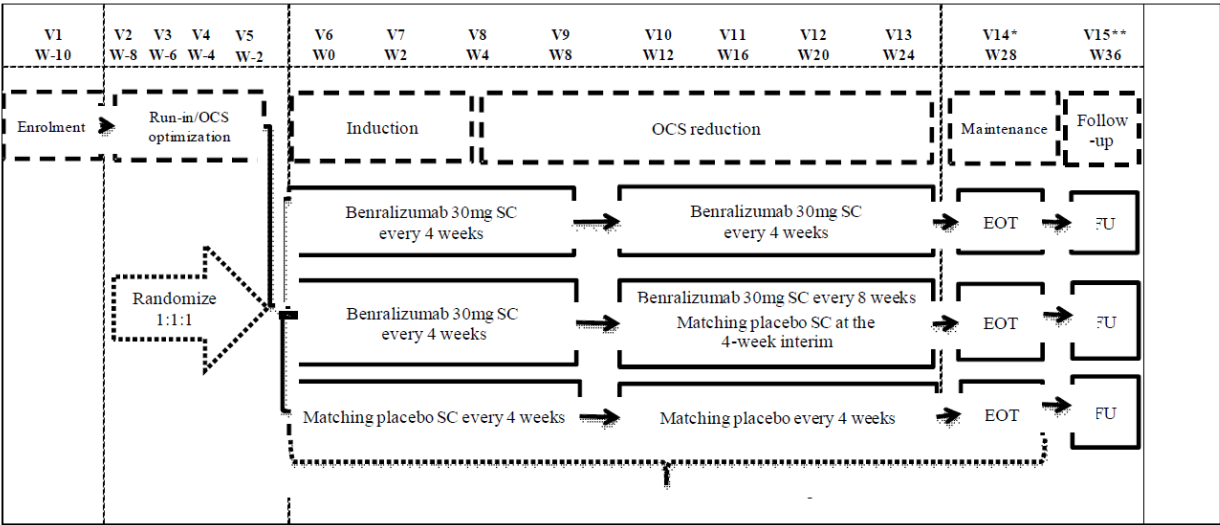 V1 V2 V3 V4 V5 V6 V7 V8 V9 V10 V11 V12 V13 V14* V15**
W-10 W-8 W-6 W-4 W-2 W0 W2 W4 W8 W12 W16 W20 W24 W28 W36
Enrolment
Run-in/OCS
optimization
Induction
OCS reduction
Maintenance
Follow
-up
Benralizumab 30mg SC
every 4 weeks
Benralizumab 30mg SC
every 4 weeks
EOT
FU
Randomize
1:1:1
Benralizumab 30mg SC
every 4 weeks
Benralizumab 30mg SC every 8 weeks
Matching placebo SC at the
4-week interim
EOT
FU
Matching placebo SC every 4 weeks
Matching placebo every 4 weeks
EOT
FU